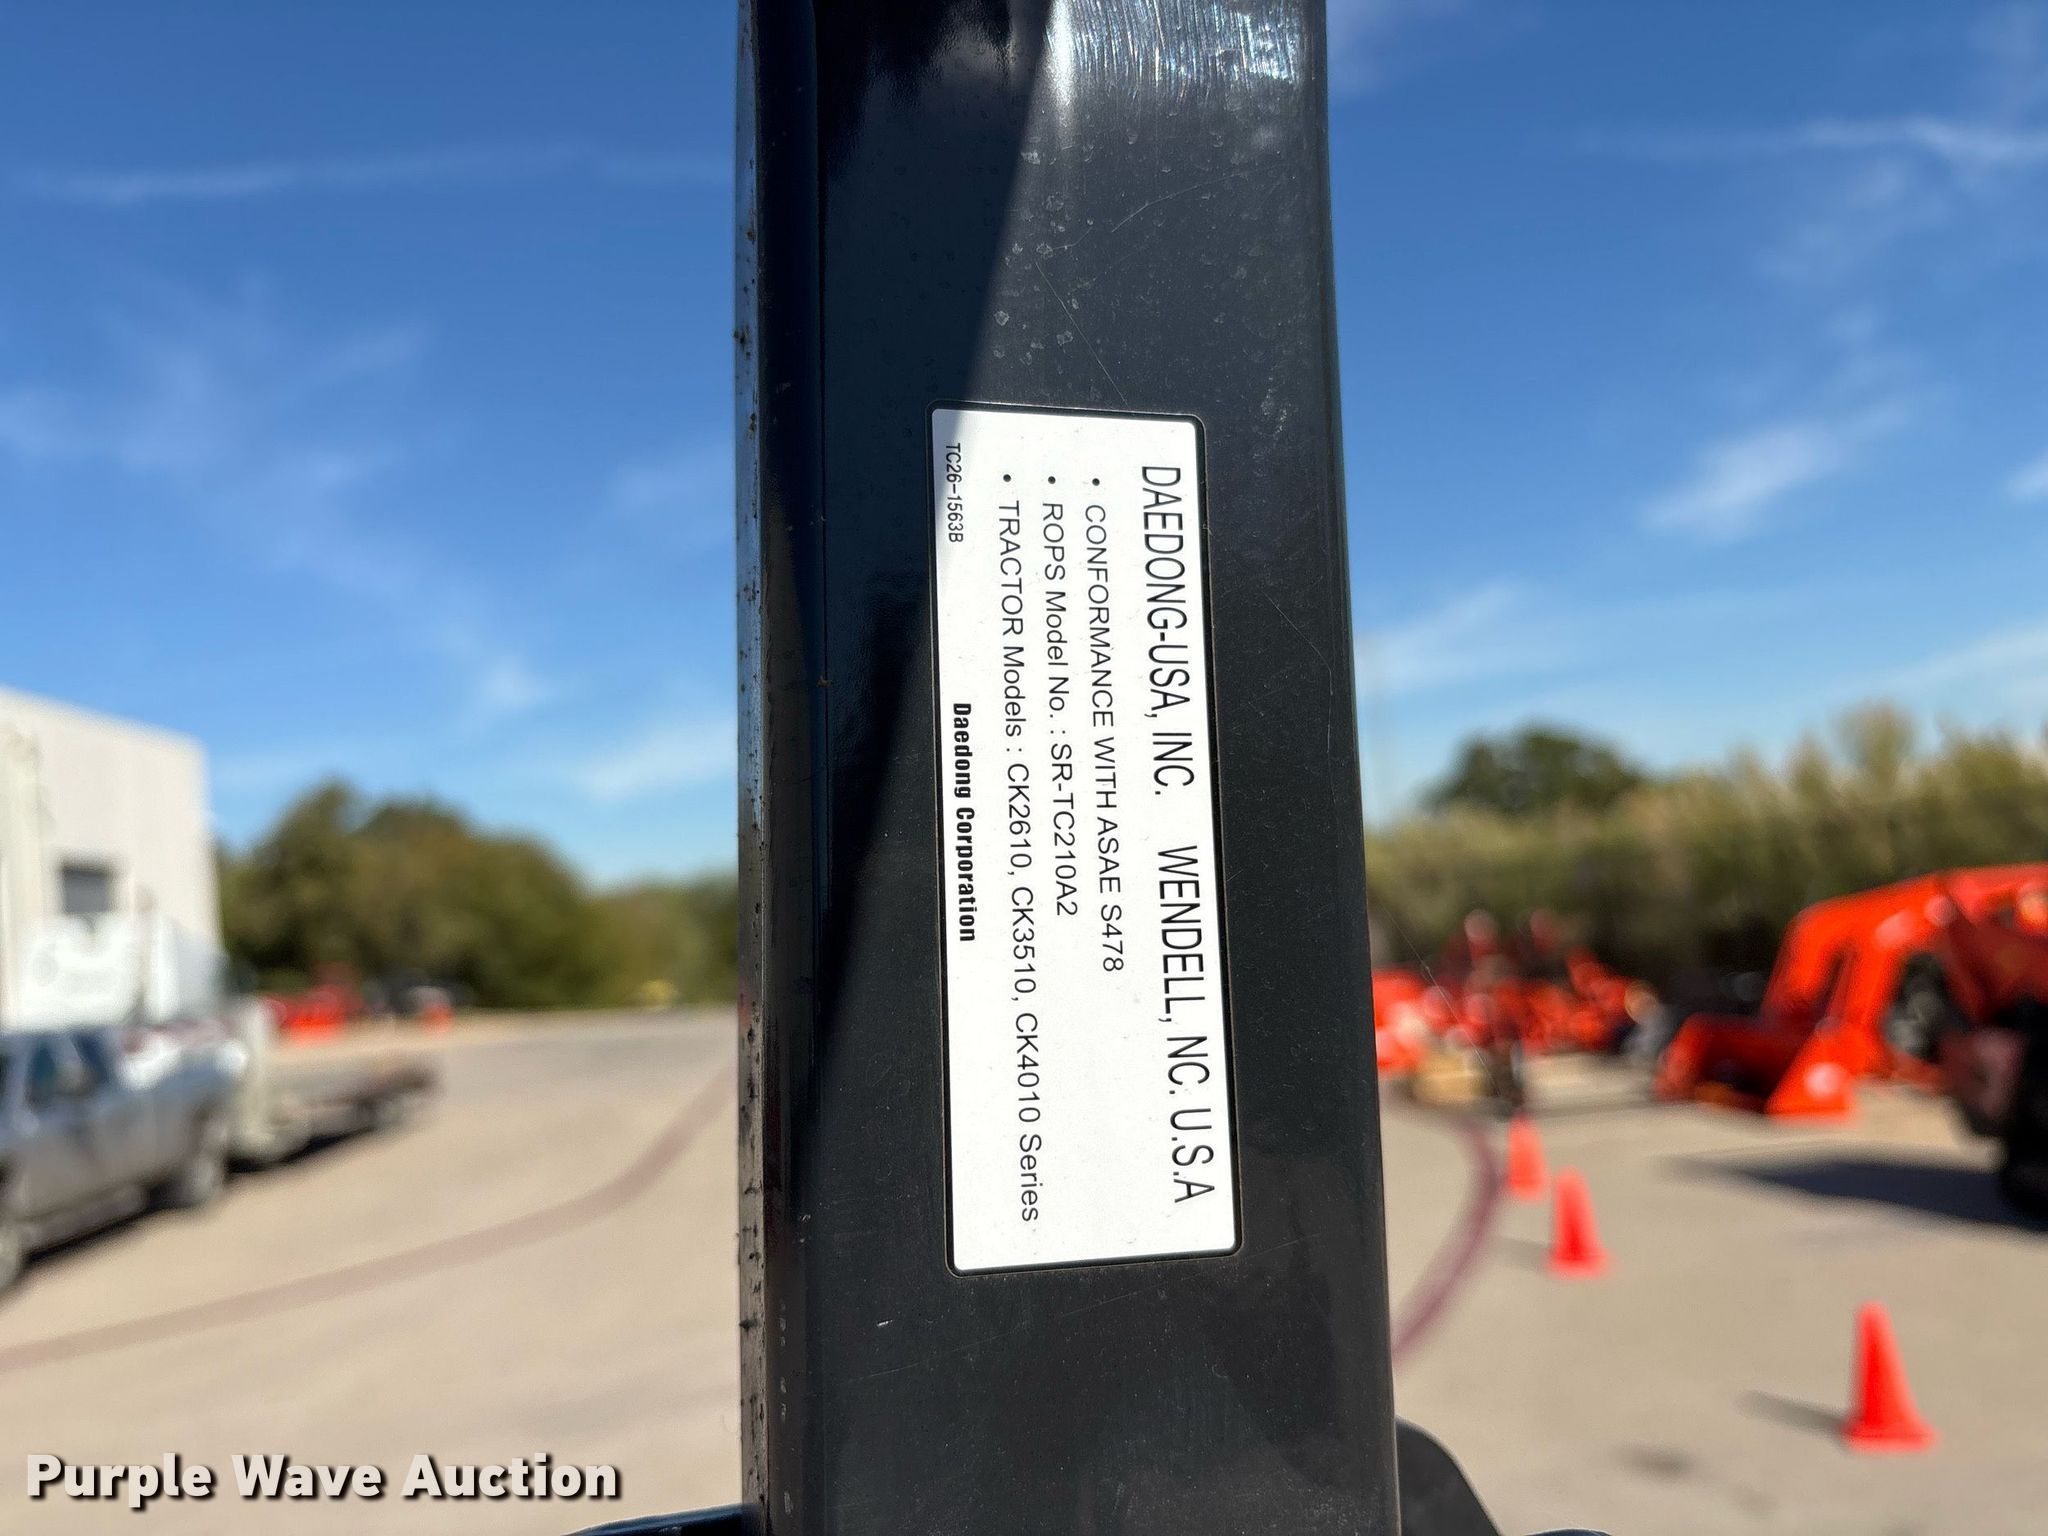 DAEDONG-USA, INC. WENDELL, NC. U.S.A
• CONFORMANCE WITH ASAE S478
• ROPS Model No. : SR-TC210A2
• TRACTOR Models : CK2610, CK3510, CK4010 Series
TC26-1563B Daedong Corporation
Purple Wave Auction